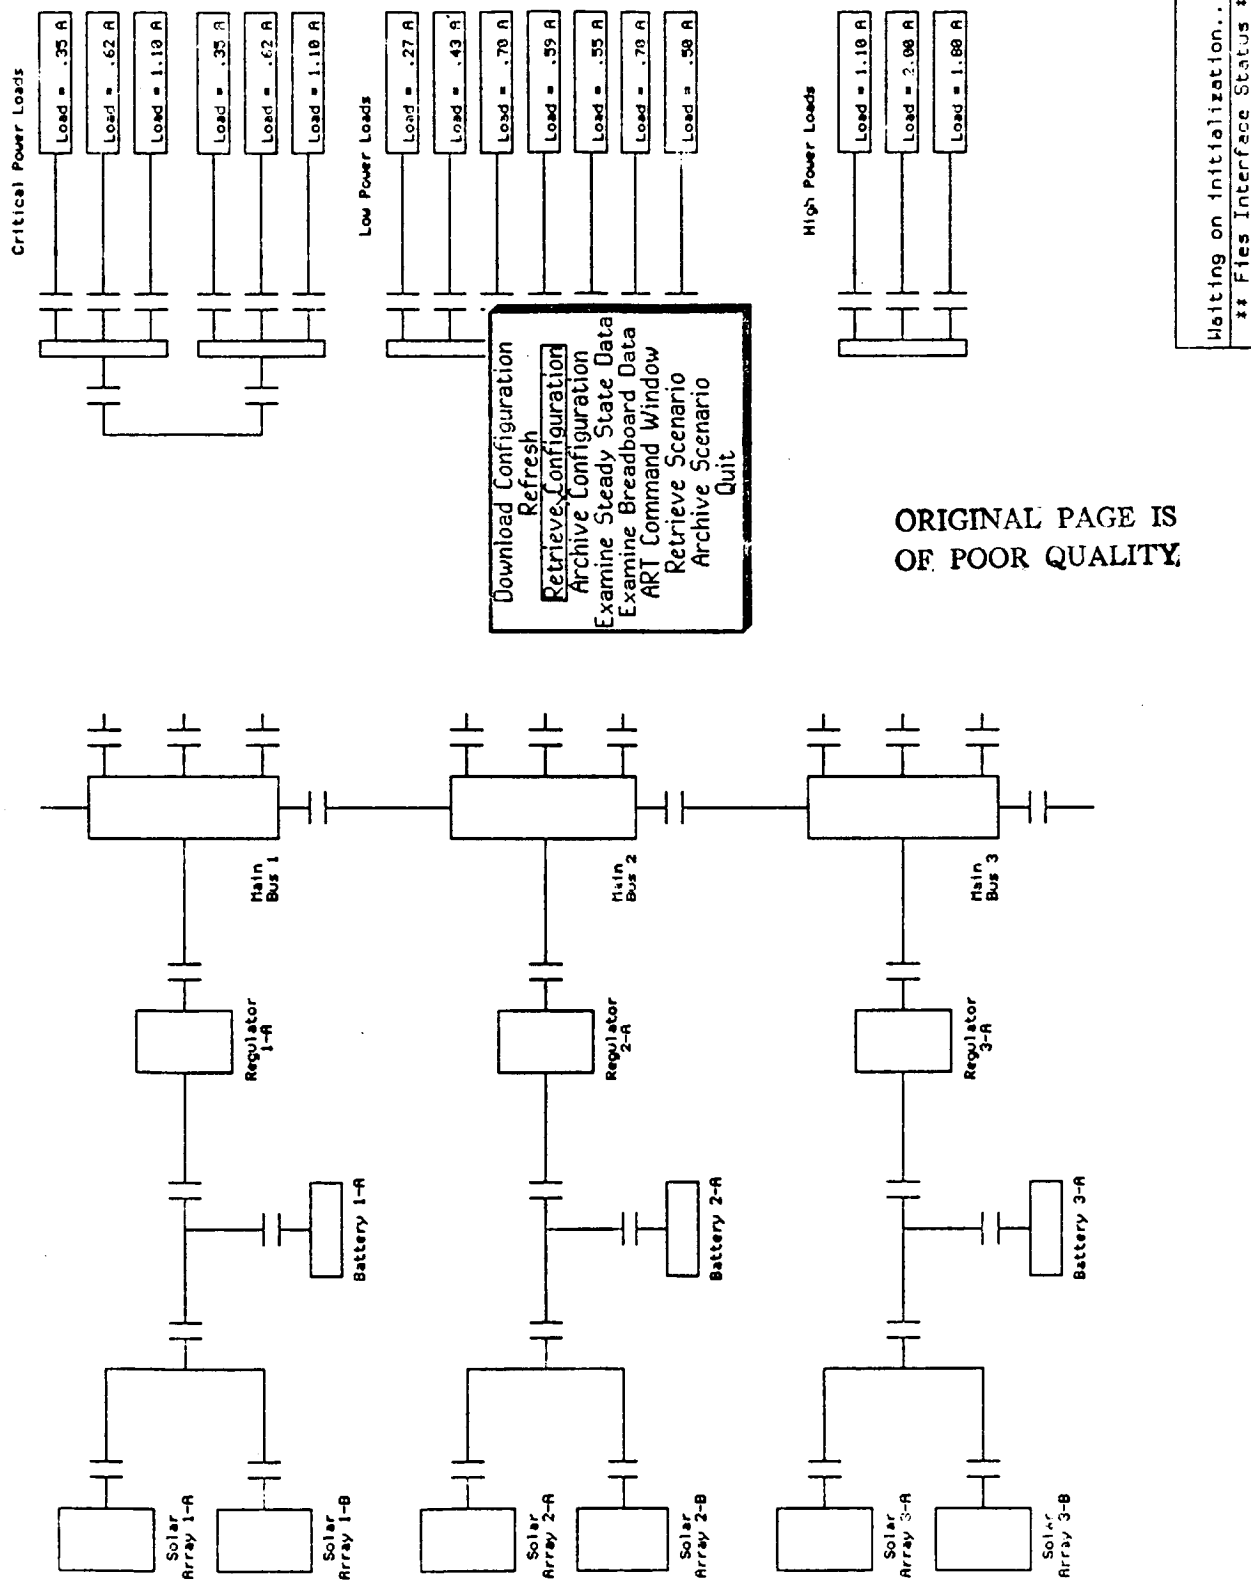 Critical Power Loads
Load = .35 A
Load = .62 A
Load = 1.10 A
Load = .35 A
Load = .62 A
Load = 1.10 A
Low Power Loads
Load = .27 A
Load = .43 A
Load = .70 A
Load = .59 A
Load = .55 A
Load = .70 A
Load = .50 A
High Power Loads
Load = 1.10 A
Load = 2.00 A
Load = 1.80 A
Download Configuration
Refresh
Retrieve Configuration
Archive Configuration
Examine Steady State Data
Examine Breadboard Data
ART Command Window
Retrieve Scenario
Archive Scenario
Quit
Waiting on initialization..
** Fies Interface Status *
ORIGINAL PAGE IS
OF POOR QUALITY
Main
Bus 1
Main
Bus 2
Main
Bus 3
Regulator
1-A
Regulator
2-A
Regulator
3-A
Battery 1-A
Battery 2-A
Battery 3-A
Solar
Array 1-A
Solar
Array 1-B
Solar
Array 2-A
Solar
Array 2-B
Solar
Array 3-A
Solar
Array 3-B